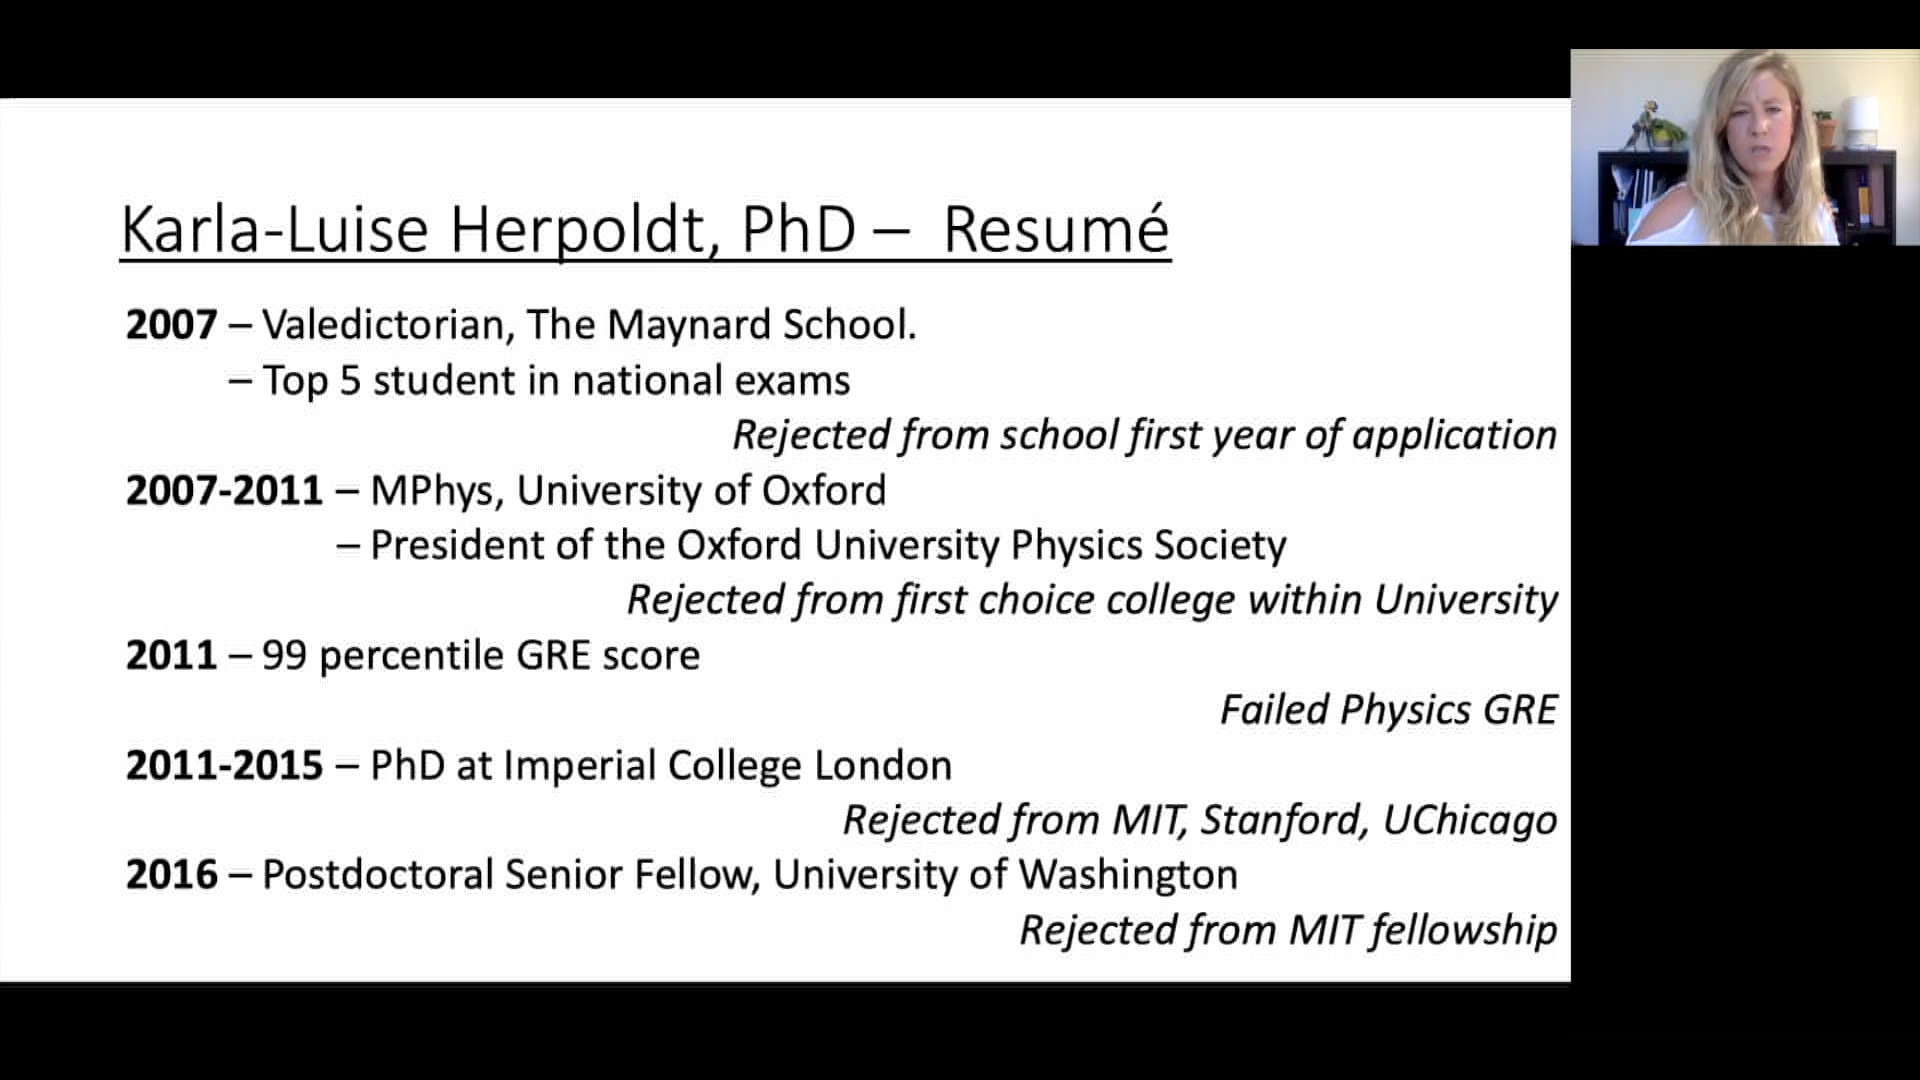 Karla-Luise Herpoldt, PhD – Resumé
2007 – Valedictorian, The Maynard School.
– Top 5 student in national exams
Rejected from school first year of application
2007-2011 – MPhys, University of Oxford
– President of the Oxford University Physics Society
Rejected from first choice college within University
2011 – 99 percentile GRE score
Failed Physics GRE
2011-2015 – PhD at Imperial College London
Rejected from MIT, Stanford, UChicago
2016 – Postdoctoral Senior Fellow, University of Washington
Rejected from MIT fellowship